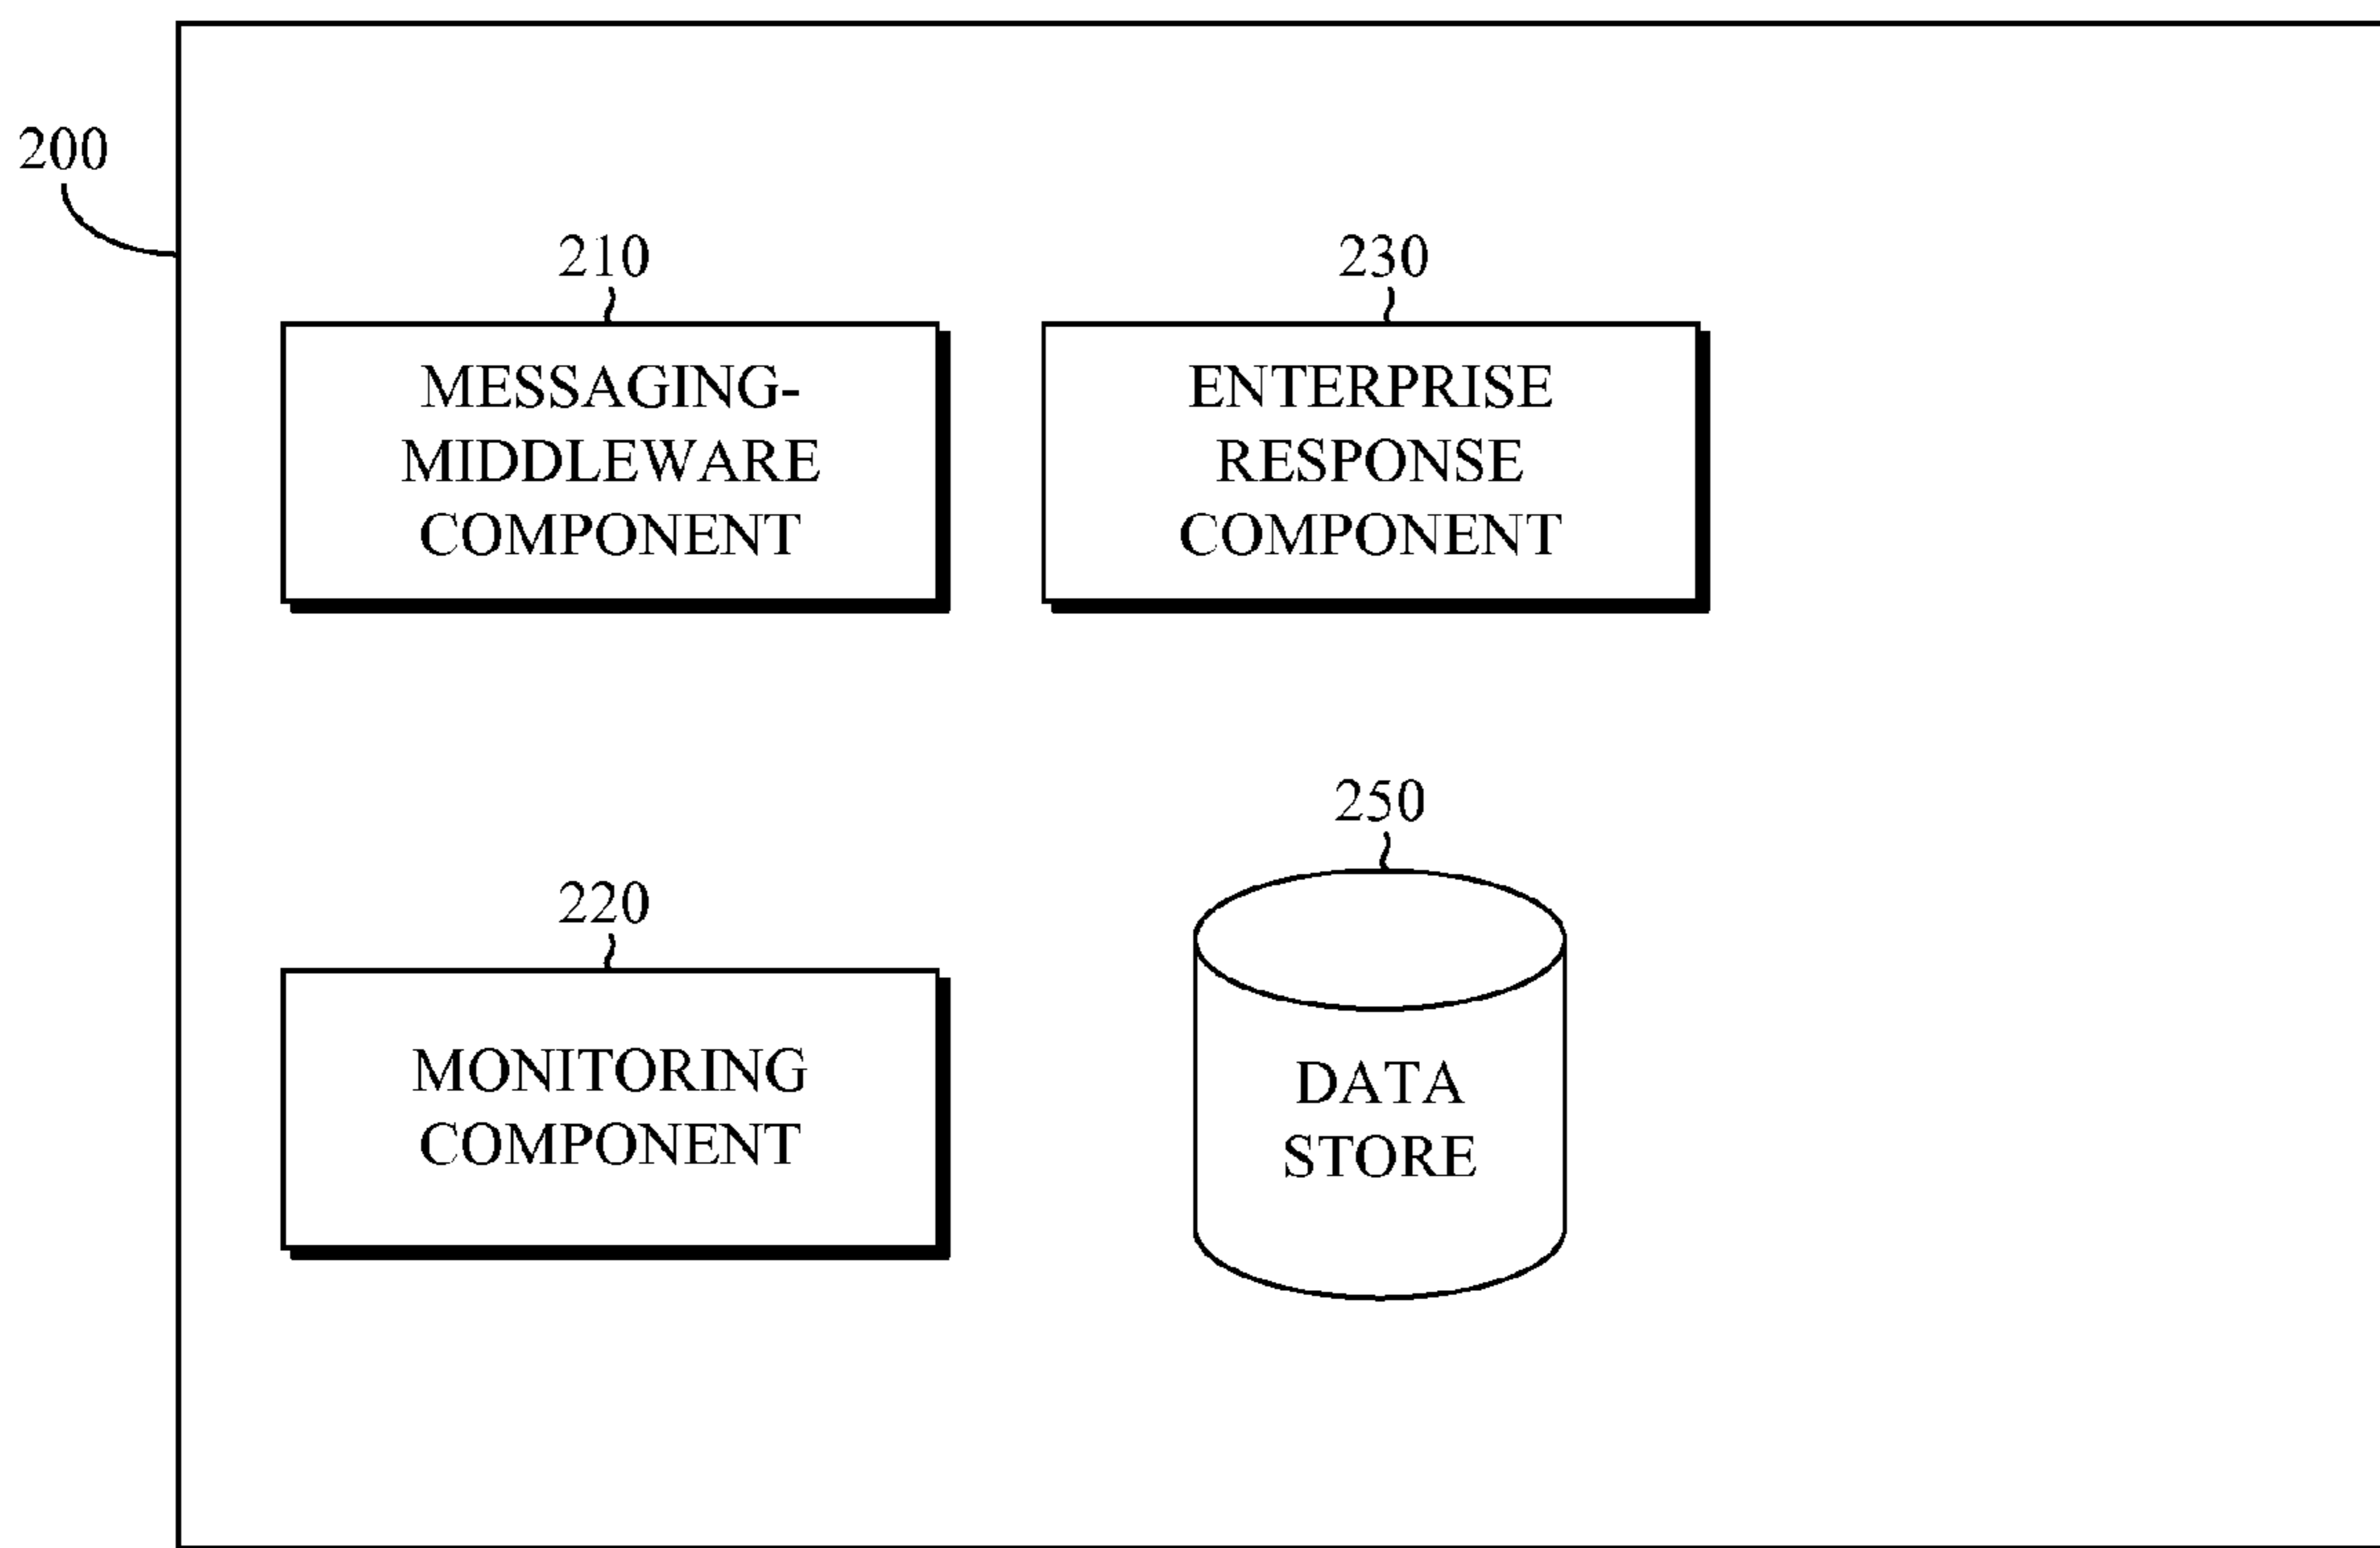 200
210
MESSAGING-
MIDDLEWARE
COMPONENT
230
ENTERPRISE
RESPONSE
COMPONENT
220
MONITORING
COMPONENT
250
DATA
STORE